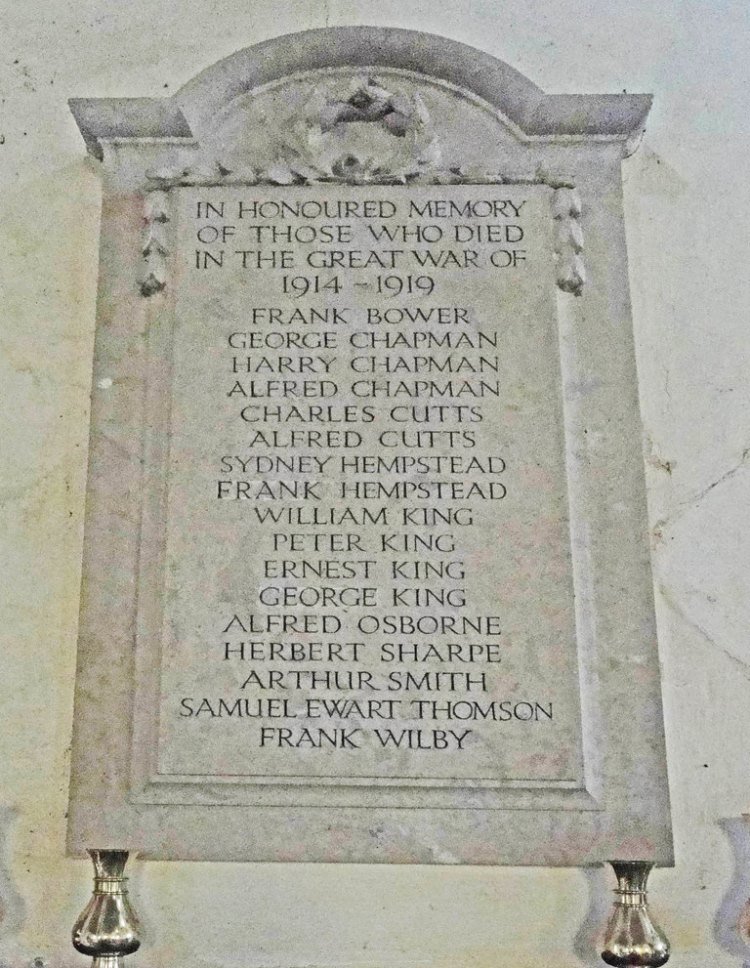 IN HONOURED MEMORY
OF THOSE WHO DIED
IN THE GREAT WAR OF
1914 - 1919
FRANK BOWER
GEORGE CHAPMAN
HARRY CHAPMAN
ALFRED CHAPMAN
CHARLES CUTTS
ALFRED CUTTS
SYDNEY HEMPSTEAD
FRANK HEMPSTEAD
WILLIAM KING
PETER KING
ERNEST KING
GEORGE KING
ALFRED OSBORNE
HERBERT SHARPE
ARTHUR SMITH
SAMUEL EWART THOMSON
FRANK WILBY